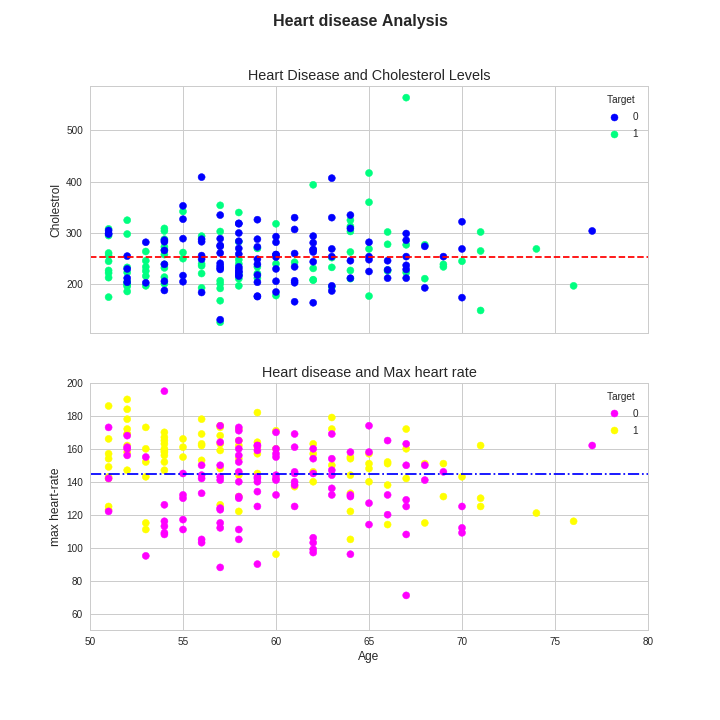 Heart disease Analysis
Heart Disease and Cholesterol Levels
Target
0
1
500
400
300
200
Cholestrol
Heart disease and Max heart rate
Target
0
1
200
180
160
140
120
100
80
60
max heart-rate
50 55 60 65 70 75 80
Age